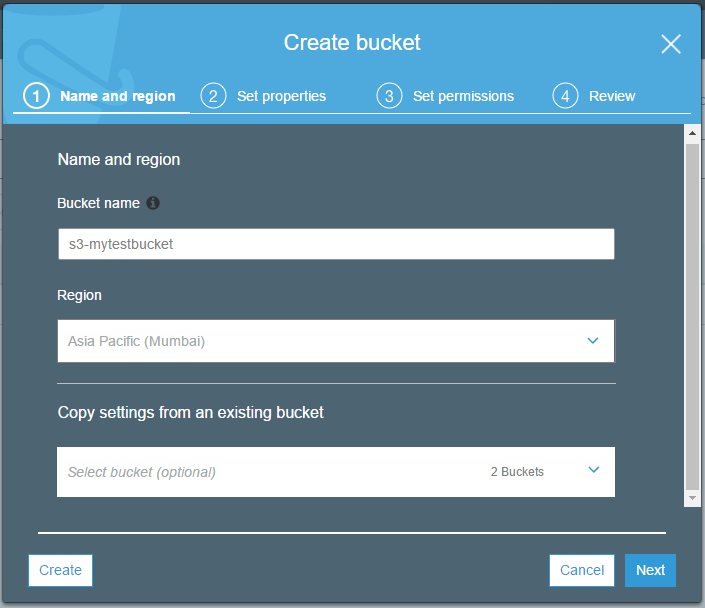 Create bucket
1 Name and region 2 Set properties 3 Set permissions 4 Review
Name and region
Bucket name i
s3-mytestbucket
Region
Asia Pacific (Mumbai)
Copy settings from an existing bucket
Select bucket (optional) 2 Buckets
Create Cancel Next